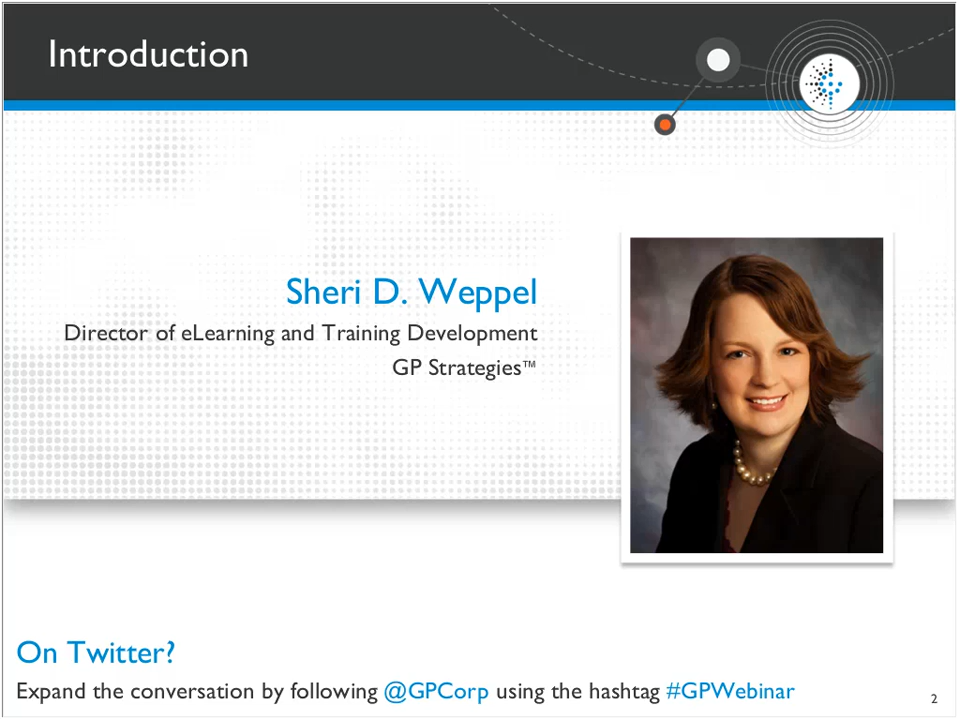 Introduction
Sheri D. Weppel
Director of eLearning and Training Development
GP Strategies™
On Twitter?
Expand the conversation by following @GPCorp using the hashtag #GPWebinar
2